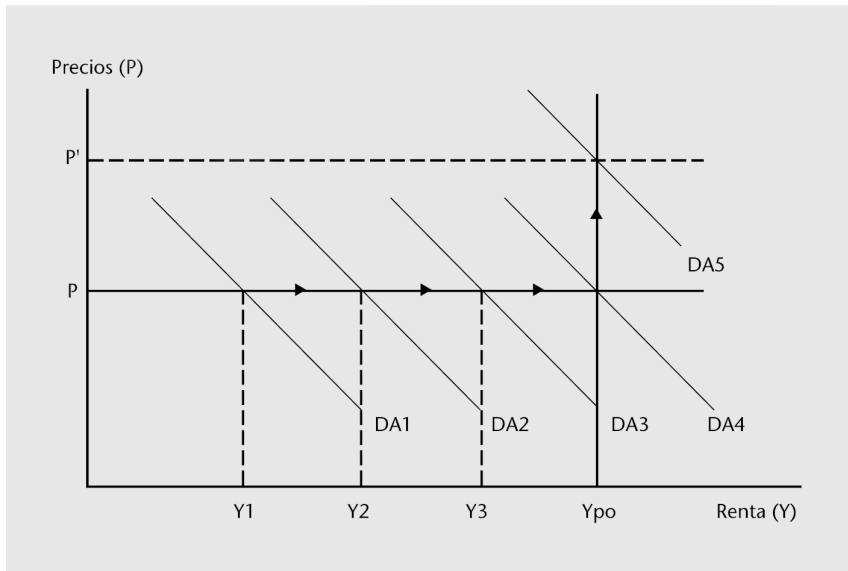 Precios (P)
P'
DA5
P
DA1
DA2
DA3
DA4
Y1
Y2
Y3
Ypo
Renta (Y)